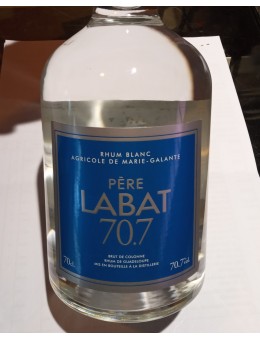 RHUM BLANC
AGRICOLE DE MARIE-GALANTE
PÈRE
LABAT
70.7
BRUT DE COLONNE
RHUM DE GUADELOUPE
MIS EN BOUTEILLE À LA DISTILLERIE
70cl 70.7%vol.